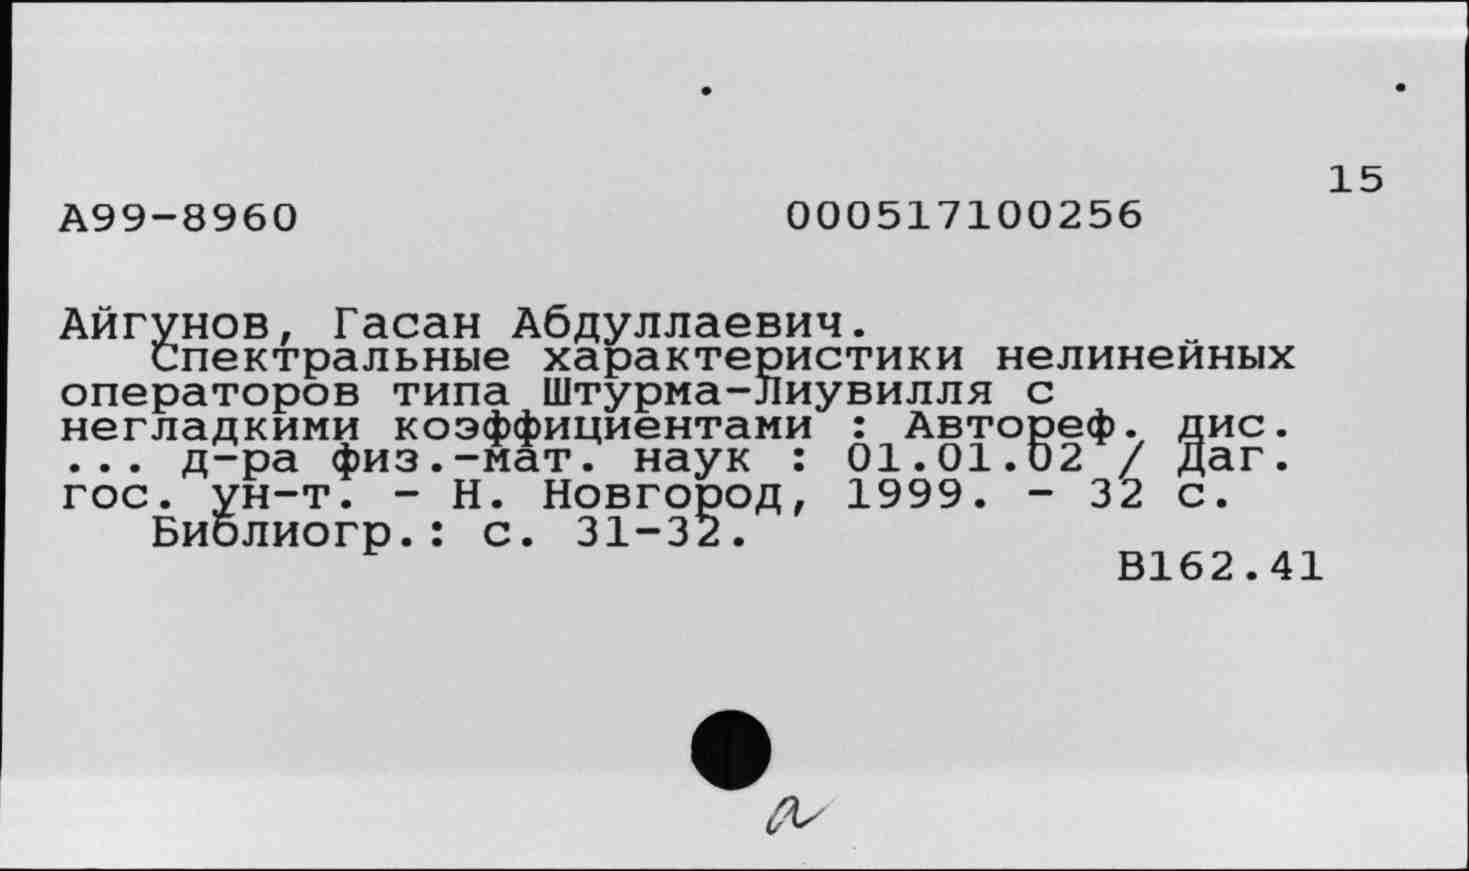 15
А99-8960 000517100256
Айгунов, Гасан Абдуллаевич.
Спектральные характеристики нелинейных
операторов типа Штурма-Лиувилля с
негладкими коэффициентами : Автореф. дис.
... д-ра физ.-мат. наук : 01.01.02 / Даг.
гос. ун-т. - Н. Новгород, 1999. - 32 с.
Библиогр.: с. 31-32.
В162.41
а